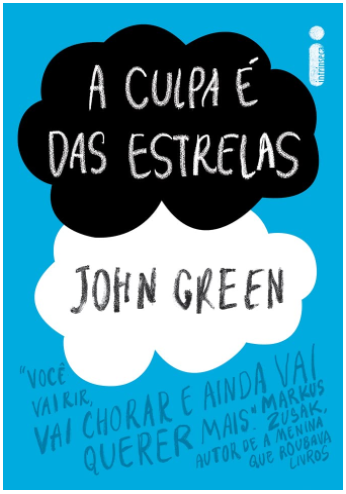 intrínseca
A CULPA É
DAS ESTRELAS
JOHN GREEN
"VOCÊ
VAI RIR,
VAI CHORAR E AINDA VAI
QUERER MAIS." MARKUS
ZUSAK,
AUTOR DE A MENINA
QUE ROUBAVA
LIVROS